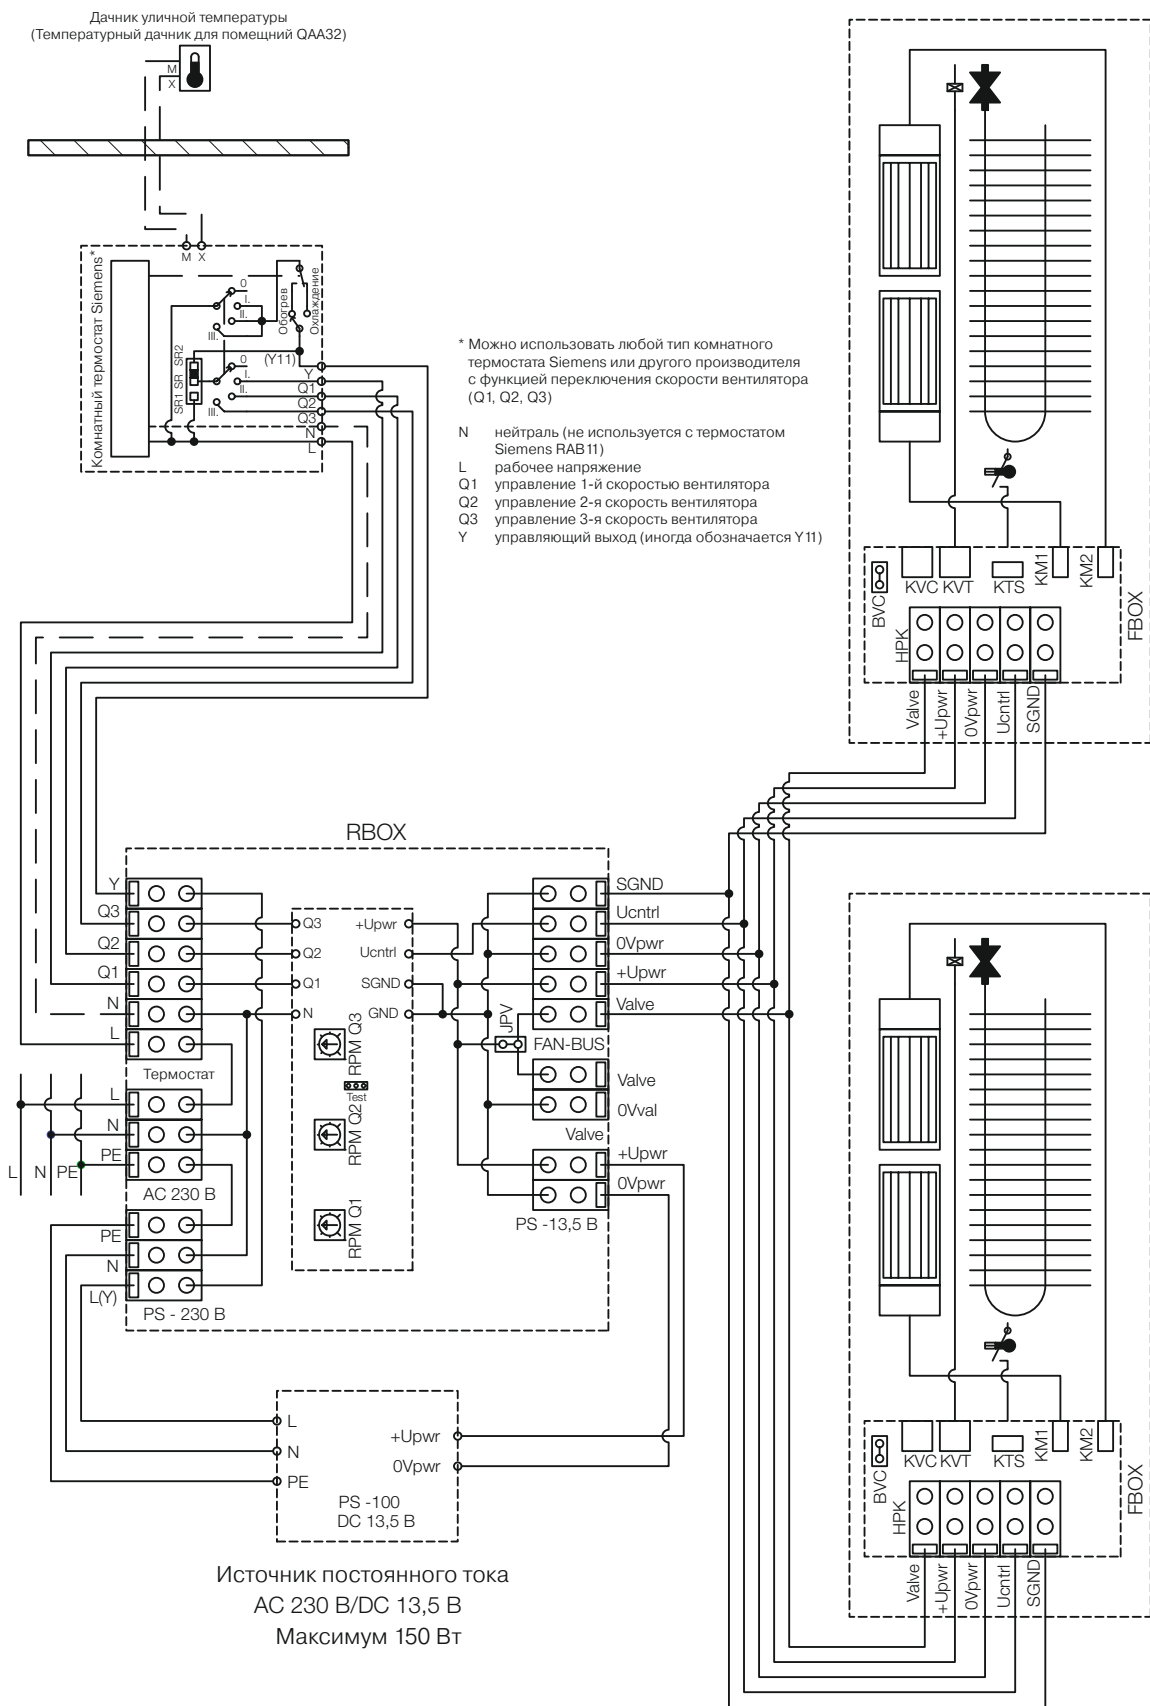 Дачник уличной температуры
(Температурный дачник для помещний QAA32)
M
X
M X
Комнатный термостат Siemens*
0
I.
II.
III.
Обогрев
Охлаждение
SR1 SR SR2
0
I.
II.
III.
(Y11)
Y
Q1
Q2
Q3
N
L
* Можно использовать любой тип комнатного
термостата Siemens или другого производителя
с функцией переключения скорости вентилятора
(Q1, Q2, Q3)
N нейтраль (не используется с термостатом
Siemens RAB11)
L рабочее напряжение
Q1 управление 1-й скоростью вентилятора
Q2 управление 2-я скорость вентилятора
Q3 управление 3-я скорость вентилятора
Y управляющий выход (иногда обозначается Y11)
BVC
KVC KVT KTS KM1 KM2
HPK
FBOX
Valve
+Upwr
0Vpwr
Ucntrl
SGND
RBOX
Y
Q3
Q2
Q1
N
L
Термостат
L
N
PE
AC 230 В
PE
N
L(Y)
PS - 230 В
L N PE
Q3
Q2
Q1
N
+Upwr
Ucntrl
SGND
GND
RPM Q3
Test
RPM Q2
RPM Q1
JPV
SGND
Ucntrl
0Vpwr
+Upwr
Valve
FAN-BUS
Valve
0Vval
Valve
+Upwr
0Vpwr
PS -13,5 В
L
N
PE
+Upwr
0Vpwr
PS -100
DC 13,5 В
Источник постоянного тока
AC 230 В/DC 13,5 В
Максимум 150 Вт
BVC
KVC KVT KTS KM1 KM2
HPK
FBOX
Valve
+Upwr
0Vpwr
Ucntrl
SGND